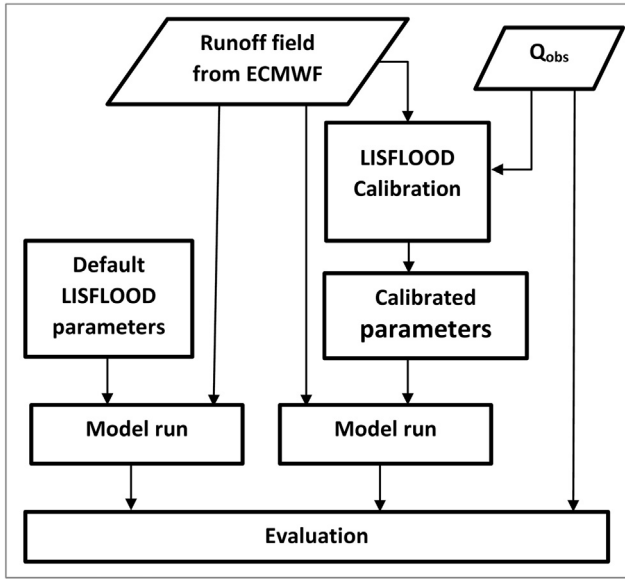 Runoff field
from ECMWF
Qobs
LISFLOOD
Calibration
Default
LISFLOOD
parameters
Calibrated
parameters
Model run
Model run
Evaluation